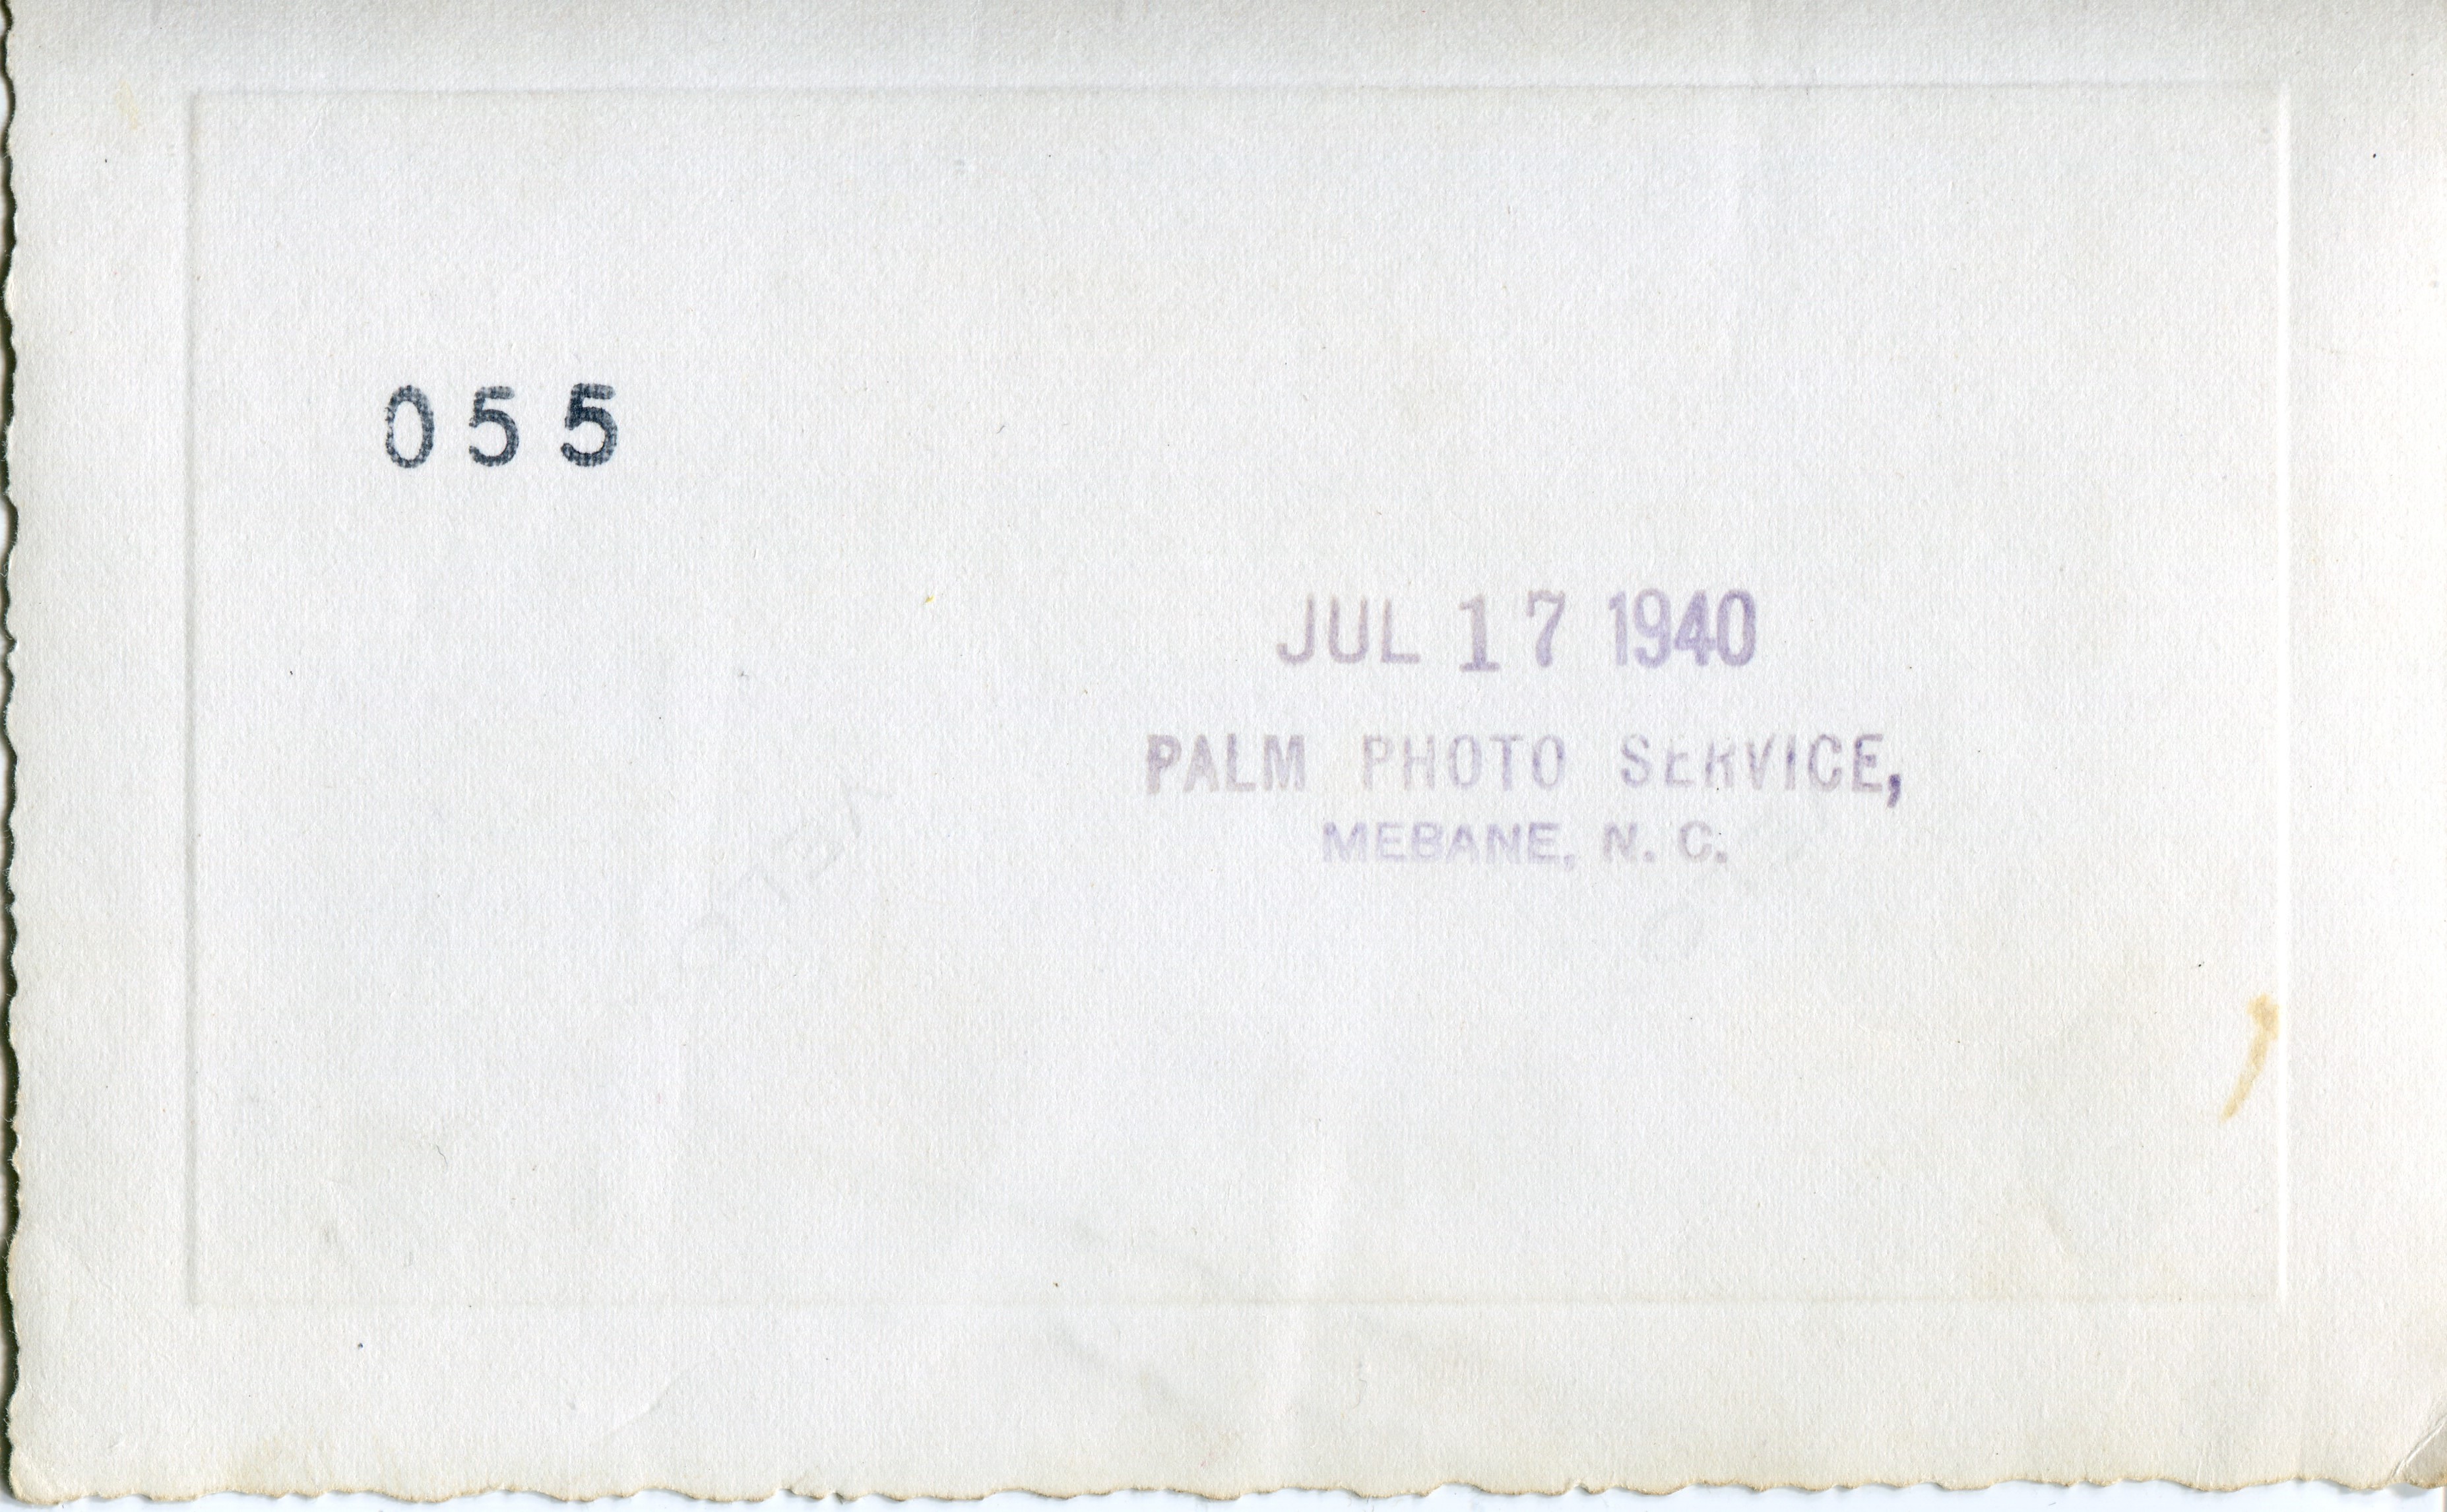 055
JUL 17 1940
PALM PHOTO SERVICE,
MEBANE, N. C.